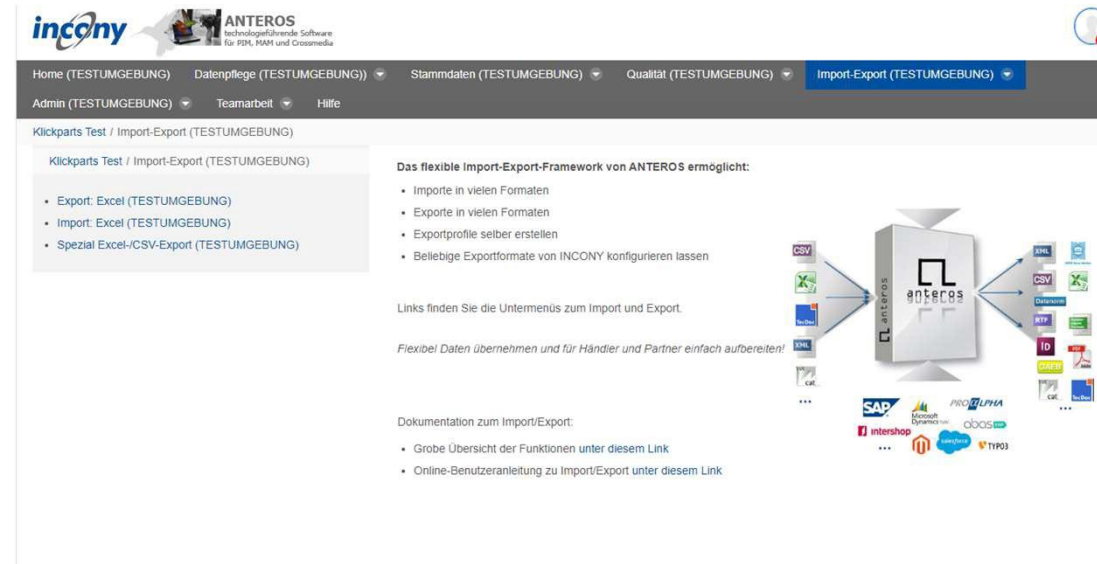 incony
ANTEROS
technologieführende Software
für PIM, MAM und Crossmedia
Home (TESTUMGEBUNG) Datenpflege (TESTUMGEBUNG)) Stammdaten (TESTUMGEBUNG) Qualität (TESTUMGEBUNG) Import-Export (TESTUMGEBUNG)
Admin (TESTUMGEBUNG) Teamarbeit Hilfe
Klickparts Test / Import-Export (TESTUMGEBUNG)
Klickparts Test / Import-Export (TESTUMGEBUNG)
• Export: Excel (TESTUMGEBUNG)
• Import: Excel (TESTUMGEBUNG)
• Spezial Excel-/CSV-Export (TESTUMGEBUNG)
Das flexible Import-Export-Framework von ANTEROS ermöglicht:
• Importe in vielen Formaten
• Exporte in vielen Formaten
• Exportprofile selber erstellen
• Beliebige Exportformate von INCONY konfigurieren lassen
Links finden Sie die Untermenüs zum Import und Export.
Flexibel Daten übernehmen und für Händler und Partner einfach aufbereiten!
Dokumentation zum Import/Export:
• Grobe Übersicht der Funktionen unter diesem Link
• Online-Benutzeranleitung zu Import/Export unter diesem Link
CSV
TecDoc
XML
cat
...
anteros
anteros
XML
CSV
Datanorm
RTF
ID
PDF
cat
TecDoc
...
SAP
Microsoft
Dynamics
PROALPHA
intershop
abas
...
salesforce
TYPO3